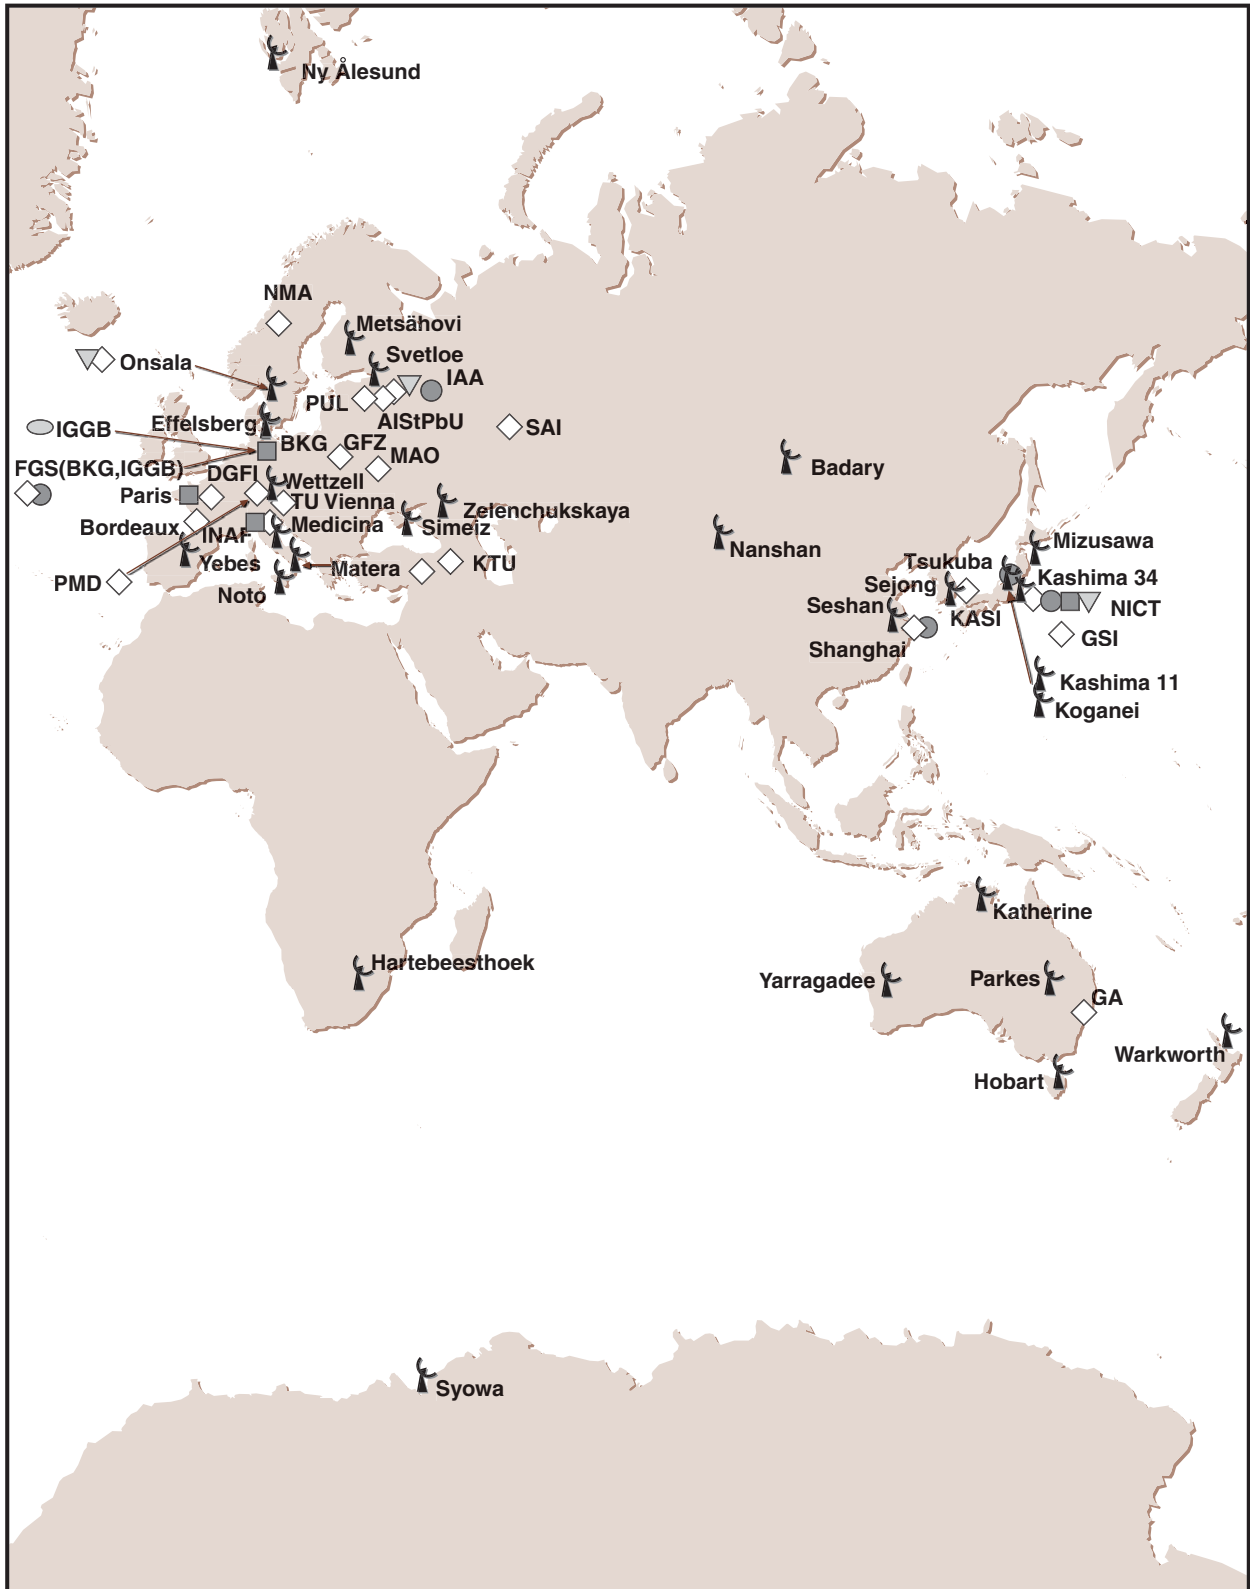 Ny Ålesund
NMA
Metsähovi
Onsala
Svetloe
IAA
PUL
AIStPbU
SAI
Effelsberg
IGGB
BKG
GFZ
MAO
FGS(BKG,IGGB)
DGFI
Wettzell
Paris
TU Vienna
Bordeaux
INAF
Medicina
Simeiz
Zelenchukskaya
Yebes
Matera
KTU
PMD
Noto
Badary
Nanshan
Mizusawa
Tsukuba
Kashima 34
Sejong
Seshan
KASI
NICT
Shanghai
GSI
Kashima 11
Koganei
Katherine
Hartebeesthoek
Yarragadee
Parkes
GA
Warkworth
Hobart
Syowa